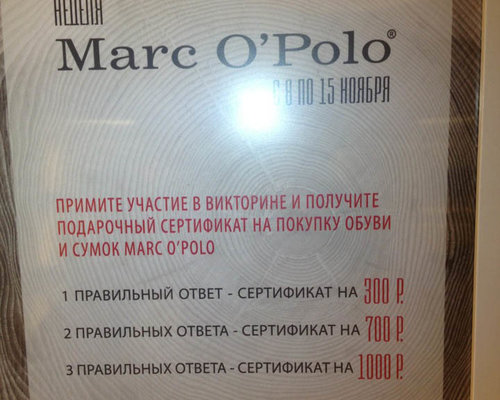 НЕДЕЛЯ
Marc O'Polo®
С 8 ПО 15 НОЯБРЯ
ПРИМИТЕ УЧАСТИЕ В ВИКТОРИНЕ И ПОЛУЧИТЕ
ПОДАРОЧНЫЙ СЕРТИФИКАТ НА ПОКУПКУ ОБУВИ
И СУМОК MARC O'POLO
1 ПРАВИЛЬНЫЙ ОТВЕТ - СЕРТИФИКАТ НА 300 Р.
2 ПРАВИЛЬНЫХ ОТВЕТА - СЕРТИФИКАТ НА 700 Р.
3 ПРАВИЛЬНЫХ ОТВЕТА - СЕРТИФИКАТ НА 1000 Р.